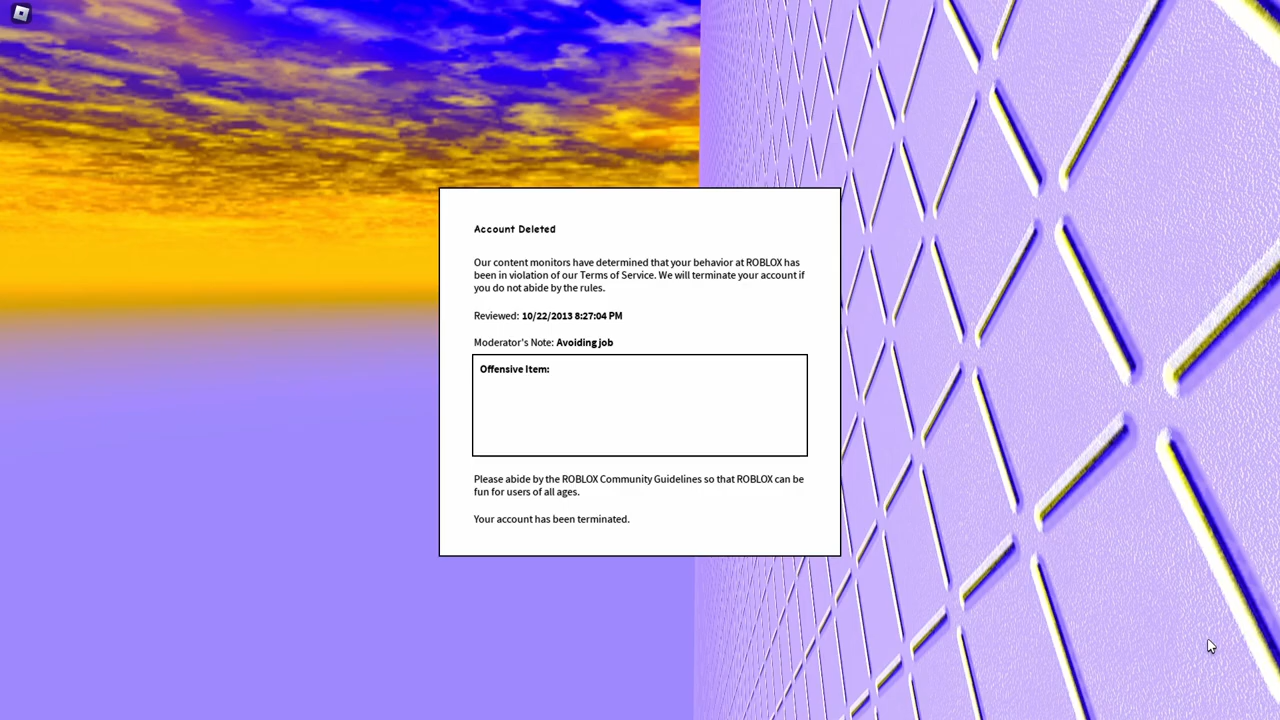 Account Deleted
Our content monitors have determined that your behavior at ROBLOX has
been in violation of our Terms of Service. We will terminate your account if
you do not abide by the rules.
Reviewed: 10/22/2013 8:27:04 PM
Moderator's Note: Avoiding job
Offensive Item:
Please abide by the ROBLOX Community Guidelines so that ROBLOX can be
fun for users of all ages.
Your account has been terminated.